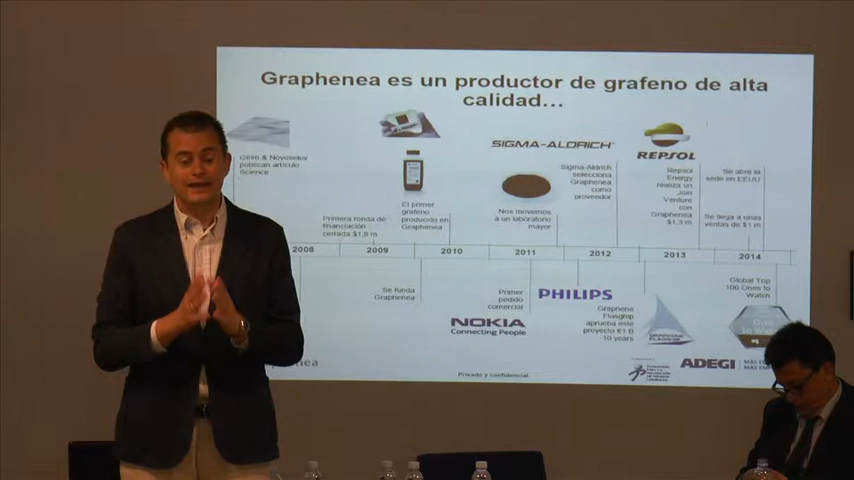 Graphenea es un productor de grafeno de alta
calidad...
Geim & Novoselov
publican artículo
Science
El primer
grafeno
producido en
Graphenea
Primera ronda de
financiación
cerrada $1,8 m
SIGMA-ALDRICH
Sigma-Aldrich
selecciona
Graphenea
como
proveedor
Nos movemos
a un laboratorio
mayor
REPSOL
Repsol
Energy
realiza un
Join
Venture
con
Graphenea
$1,3 m
Se abre la
sede en EEUU
Se llega a unas
ventas de $1 m
2008
2009
2010
2011
2012
2013
2014
Se funda
Graphenea
NOKIA
Connecting People
Primer
pedido
comercial
PHILIPS
Graphene
Flasghp
aprueba este
proyecto €1 B
10 years
Global Top
100 Ones to
Watch
ADEGI
Privado y confidencial